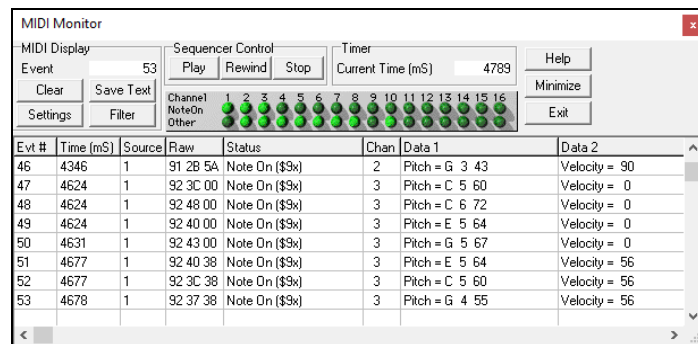 MIDI Monitor x
MIDI Display Sequencer Control Timer
Event 53 Play Rewind Stop Current Time (mS) 4789 Help
Clear Save Text Minimize
Settings Filter Exit
Channel 1 2 3 4 5 6 7 8 9 10 11 12 13 14 15 16
NoteOn
Other
Evt # Time (mS) Source Raw Status Chan Data 1 Data 2
46 4346 1 91 2B 5A Note On ($9x) 2 Pitch = G 3 43 Velocity = 90
47 4624 1 92 3C 00 Note On ($9x) 3 Pitch = C 5 60 Velocity = 0
48 4624 1 92 48 00 Note On ($9x) 3 Pitch = C 6 72 Velocity = 0
49 4624 1 92 40 00 Note On ($9x) 3 Pitch = E 5 64 Velocity = 0
50 4631 1 92 43 00 Note On ($9x) 3 Pitch = G 5 67 Velocity = 0
51 4677 1 92 40 38 Note On ($9x) 3 Pitch = E 5 64 Velocity = 56
52 4677 1 92 3C 38 Note On ($9x) 3 Pitch = C 5 60 Velocity = 56
53 4678 1 92 37 38 Note On ($9x) 3 Pitch = G 4 55 Velocity = 56